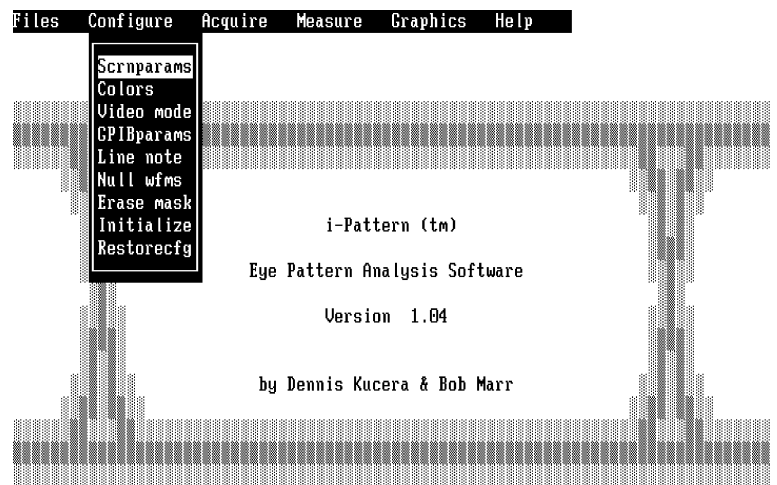 Files Configure Acquire Measure Graphics Help
Scrnparams
Colors
Video mode
GPIBparams
Line note
Null wfms
Erase mask
Initialize
Restorecfg
i-Pattern (tm)
Eye Pattern Analysis Software
Version 1.04
by Dennis Kucera & Bob Marr